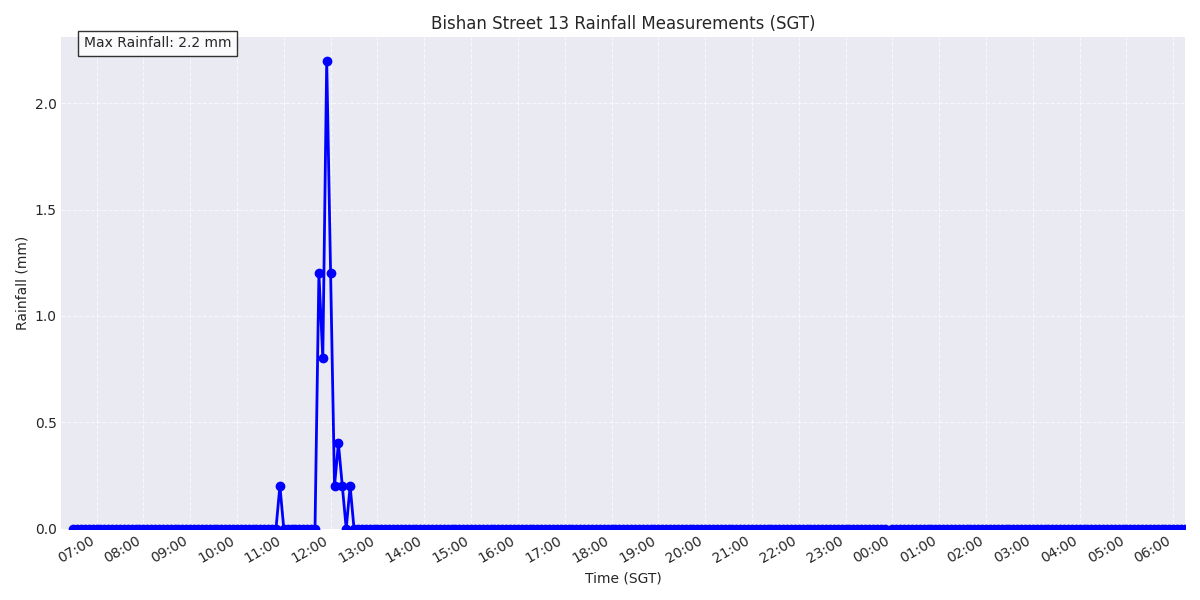 Bishan Street 13 Rainfall Measurements (SGT)
Max Rainfall: 2.2 mm
2.0
1.5
1.0
0.5
0.0
Rainfall (mm)
07:00 08:00 09:00 10:00 11:00 12:00 13:00 14:00 15:00 16:00 17:00 18:00 19:00 20:00 21:00 22:00 23:00 00:00 01:00 02:00 03:00 04:00 05:00 06:00
Time (SGT)